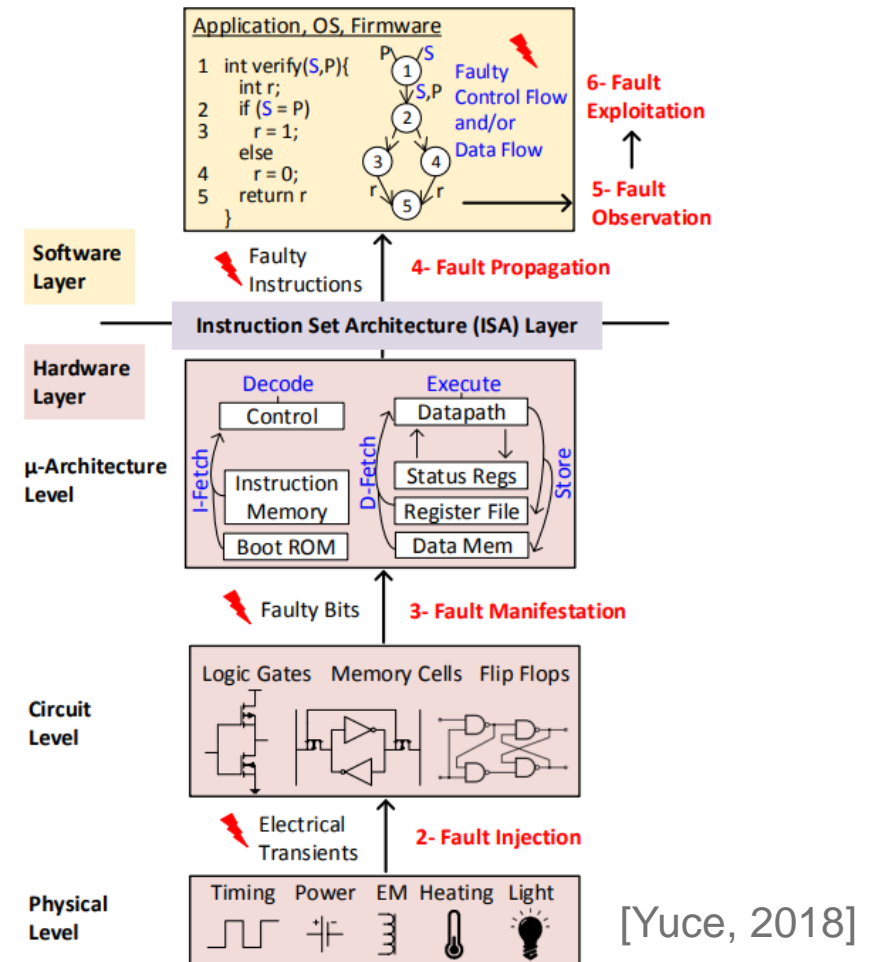 Application, OS, Firmware
1 int verify(S,P){
int r;
2 if (S = P)
3 r = 1;
else
4 r = 0;
5 return r
}
P S
1
S,P
2
3 4
r r
5
Faulty
Control Flow
and/or
Data Flow
6- Fault
Exploitation
5- Fault
Observation
Software
Layer
Faulty
Instructions
4- Fault Propagation
Instruction Set Architecture (ISA) Layer
Hardware
Layer
µ-Architecture
Level
Decode
Control
I-Fetch
Instruction
Memory
Boot ROM
Execute
Datapath
D-Fetch
Status Regs
Register File
Data Mem
Store
Faulty Bits
3- Fault Manifestation
Circuit
Level
Logic Gates Memory Cells Flip Flops
Electrical
Transients
2- Fault Injection
Physical
Level
Timing Power EM Heating Light
[Yuce, 2018]